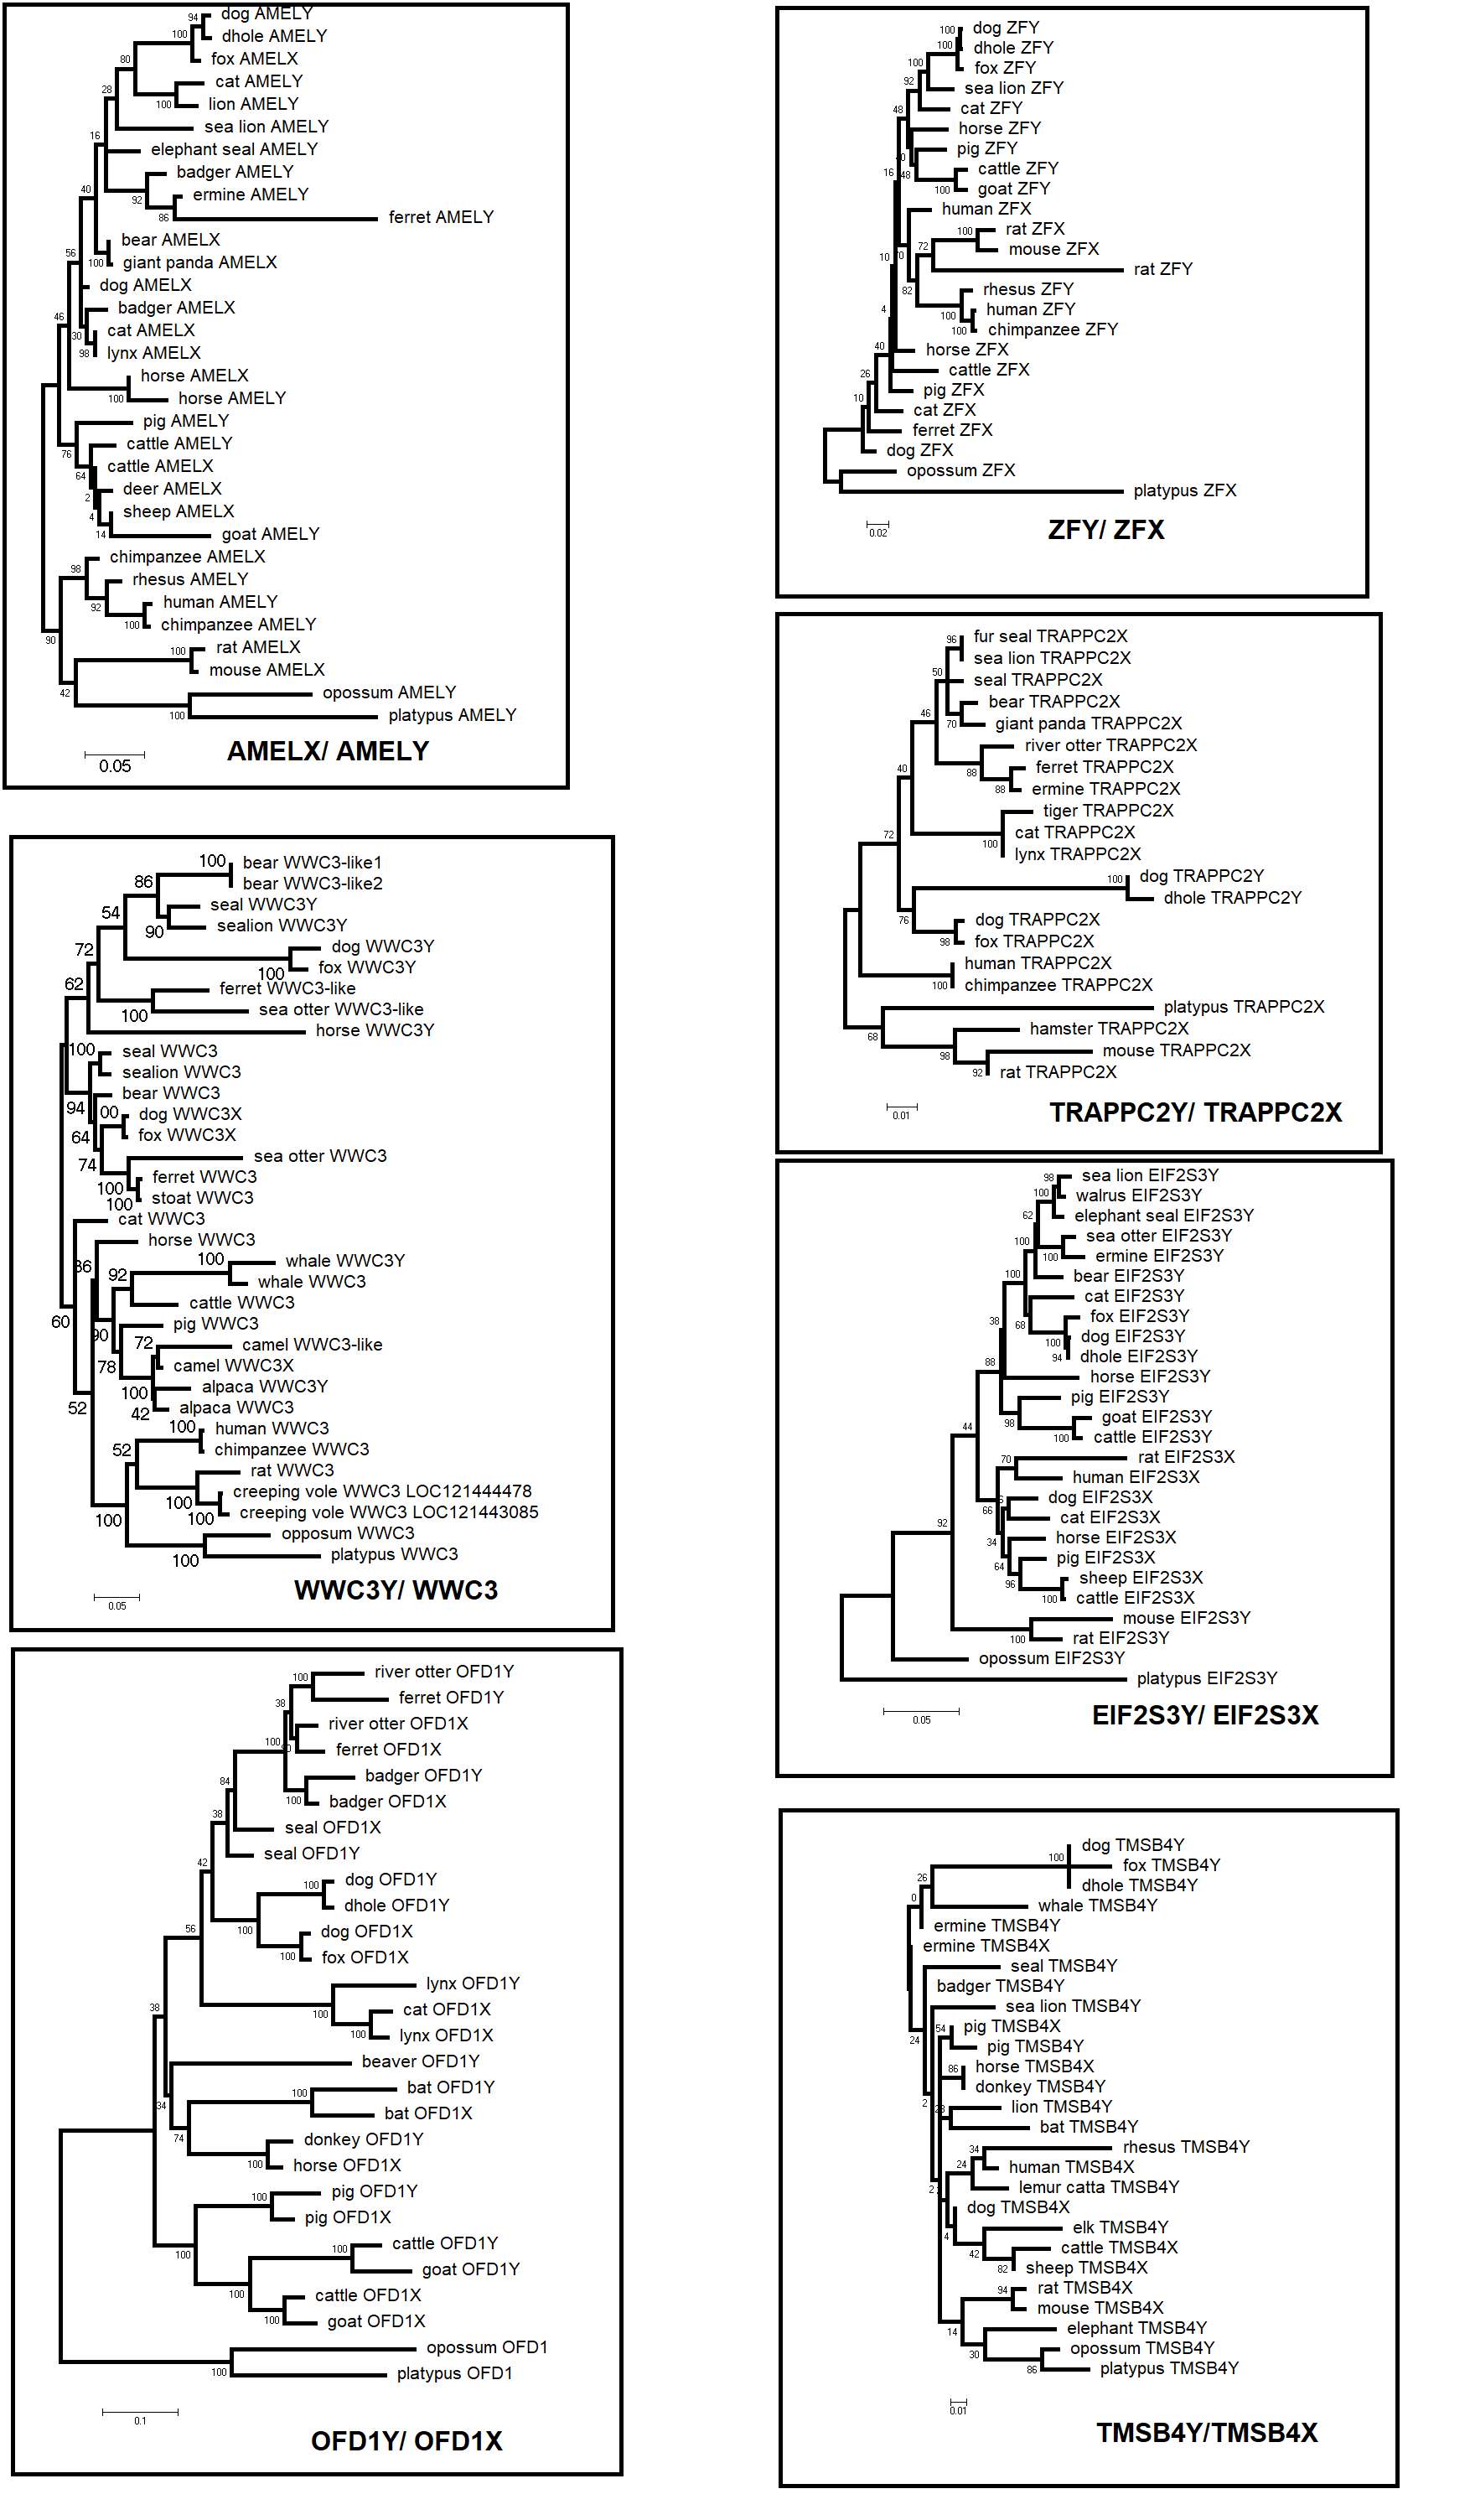 94
dog AMELY
100
dhole AMELY
fox AMELX
80
cat AMELY
28
100
lion AMELY
sea lion AMELY
16
elephant seal AMELY
badger AMELY
40
92
ermine AMELY
86
ferret AMELY
bear AMELX
56
100
giant panda AMELX
dog AMELX
badger AMELX
46
30
cat AMELX
98
lynx AMELX
horse AMELX
100
horse AMELY
pig AMELY
cattle AMELY
76
cattle AMELX
64
deer AMELX
2
sheep AMELX
4
14
goat AMELY
chimpanzee AMELX
98
rhesus AMELY
92
human AMELY
100
chimpanzee AMELY
90
100
rat AMELX
mouse AMELX
42
opossum AMELY
100
platypus AMELY
AMELX/ AMELY
0.05
100
bear WWC3-like1
bear WWC3-like2
86
seal WWC3Y
54
90
sealion WWC3Y
dog WWC3Y
72
100
fox WWC3Y
62
ferret WWC3-like
100
sea otter WWC3-like
horse WWC3Y
100
seal WWC3
sealion WWC3
bear WWC3
94
00
dog WWC3X
64
fox WWC3X
sea otter WWC3
74
ferret WWC3
100
stoat WWC3
100
cat WWC3
60
horse WWC3
86
100
whale WWC3Y
92
whale WWC3
cattle WWC3
90
pig WWC3
72
camel WWC3-like
78
camel WWC3X
100
alpaca WWC3Y
52
42
alpaca WWC3
100
human WWC3
52
chimpanzee WWC3
rat WWC3
100
creeping vole WWC3 LOC121444478
100
100
creeping vole WWC3 LOC121443085
opposum WWC3
100
platypus WWC3
WWC3Y/ WWC3
0.05
100
river otter OFD1Y
38
ferret OFD1Y
river otter OFD1X
100
ferret OFD1X
84
badger OFD1Y
100
badger OFD1X
38
seal OFD1X
42
seal OFD1Y
100
dog OFD1Y
dhole OFD1Y
56
100
dog OFD1X
100
fox OFD1X
lynx OFD1Y
38
100
cat OFD1X
100
lynx OFD1X
beaver OFD1Y
34
100
bat OFD1Y
bat OFD1X
74
donkey OFD1Y
100
horse OFD1X
100
pig OFD1Y
pig OFD1X
100
100
cattle OFD1Y
goat OFD1Y
100
cattle OFD1X
100
goat OFD1X
opossum OFD1
100
platypus OFD1
0.1
OFD1Y/ OFD1X
100
dog ZFY
100
dhole ZFY
100
fox ZFY
92
sea lion ZFY
48
cat ZFY
horse ZFY
40
pig ZFY
16
48
cattle ZFY
100
goat ZFY
human ZFX
100
rat ZFX
72
mouse ZFX
10
70
rat ZFY
82
rhesus ZFY
4
100
human ZFY
100
chimpanzee ZFY
40
horse ZFX
26
cattle ZFX
10
pig ZFX
cat ZFX
ferret ZFX
dog ZFX
opossum ZFX
platypus ZFX
0.02
ZFY/ ZFX
96
fur seal TRAPPC2X
sea lion TRAPPC2X
50
seal TRAPPC2X
46
bear TRAPPC2X
70
giant panda TRAPPC2X
river otter TRAPPC2X
40
88
ferret TRAPPC2X
88
ermine TRAPPC2X
tiger TRAPPC2X
72
100
cat TRAPPC2X
lynx TRAPPC2X
100
dog TRAPPC2Y
dhole TRAPPC2Y
76
dog TRAPPC2X
98
fox TRAPPC2X
human TRAPPC2X
100
chimpanzee TRAPPC2X
platypus TRAPPC2X
68
hamster TRAPPC2X
98
mouse TRAPPC2X
92
rat TRAPPC2X
0.01
TRAPPC2Y/ TRAPPC2X
98
sea lion EIF2S3Y
100
walrus EIF2S3Y
62
elephant seal EIF2S3Y
100
sea otter EIF2S3Y
100
ermine EIF2S3Y
100
bear EIF2S3Y
cat EIF2S3Y
38
68
fox EIF2S3Y
100
dog EIF2S3Y
88
94
dhole EIF2S3Y
horse EIF2S3Y
pig EIF2S3Y
44
98
goat EIF2S3Y
100
cattle EIF2S3Y
70
rat EIF2S3X
human EIF2S3X
66
dog EIF2S3X
92
cat EIF2S3X
34
horse EIF2S3X
64
pig EIF2S3X
96
sheep EIF2S3X
100
cattle EIF2S3X
mouse EIF2S3Y
100
rat EIF2S3Y
opossum EIF2S3Y
platypus EIF2S3Y
0.05
EIF2S3Y/ EIF2S3X
100
dog TMSB4Y
26
fox TMSB4Y
0
dhole TMSB4Y
whale TMSB4Y
ermine TMSB4Y
ermine TMSB4X
seal TMSB4Y
badger TMSB4Y
sea lion TMSB4Y
24
54
pig TMSB4X
pig TMSB4Y
86
horse TMSB4X
donkey TMSB4Y
2
lion TMSB4Y
bat TMSB4Y
34
rhesus TMSB4Y
24
human TMSB4X
2
lemur catta TMSB4Y
dog TMSB4X
4
elk TMSB4Y
42
cattle TMSB4X
82
sheep TMSB4X
94
rat TMSB4X
mouse TMSB4X
14
elephant TMSB4Y
30
opossum TMSB4Y
86
platypus TMSB4Y
0.01
TMSB4Y/TMSB4X